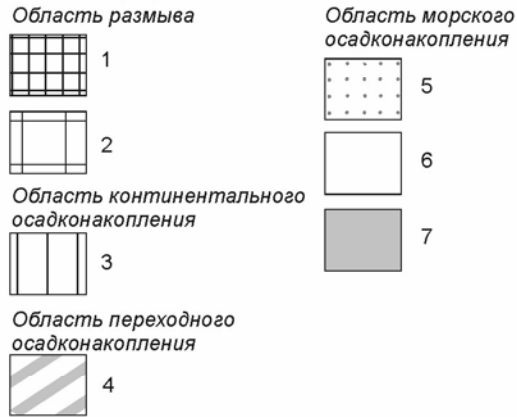 Область размыва
1
2
Область континентального
осадконакопления
3
Область переходного
осадконакопления
4
Область морского
осадконакопления
5
6
7